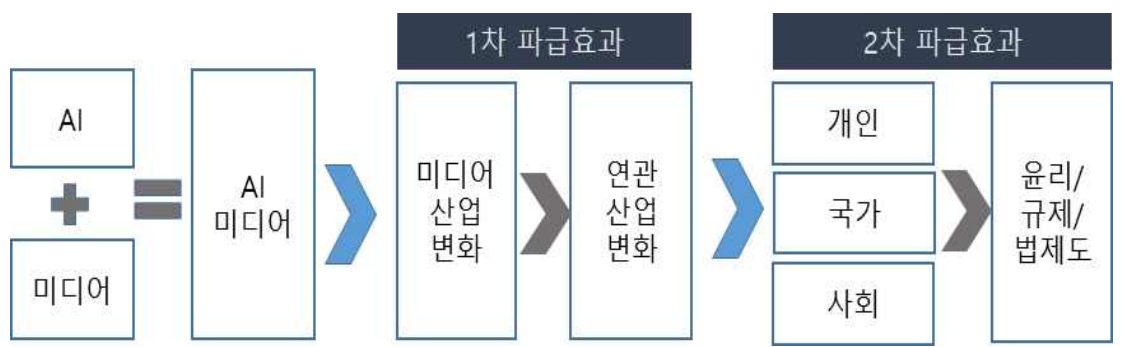 1차 파급효과
2차 파급효과
AI
미디어
AI
미디어
미디어
산업
변화
연관
산업
변화
개인
국가
사회
윤리/
규제/
법제도